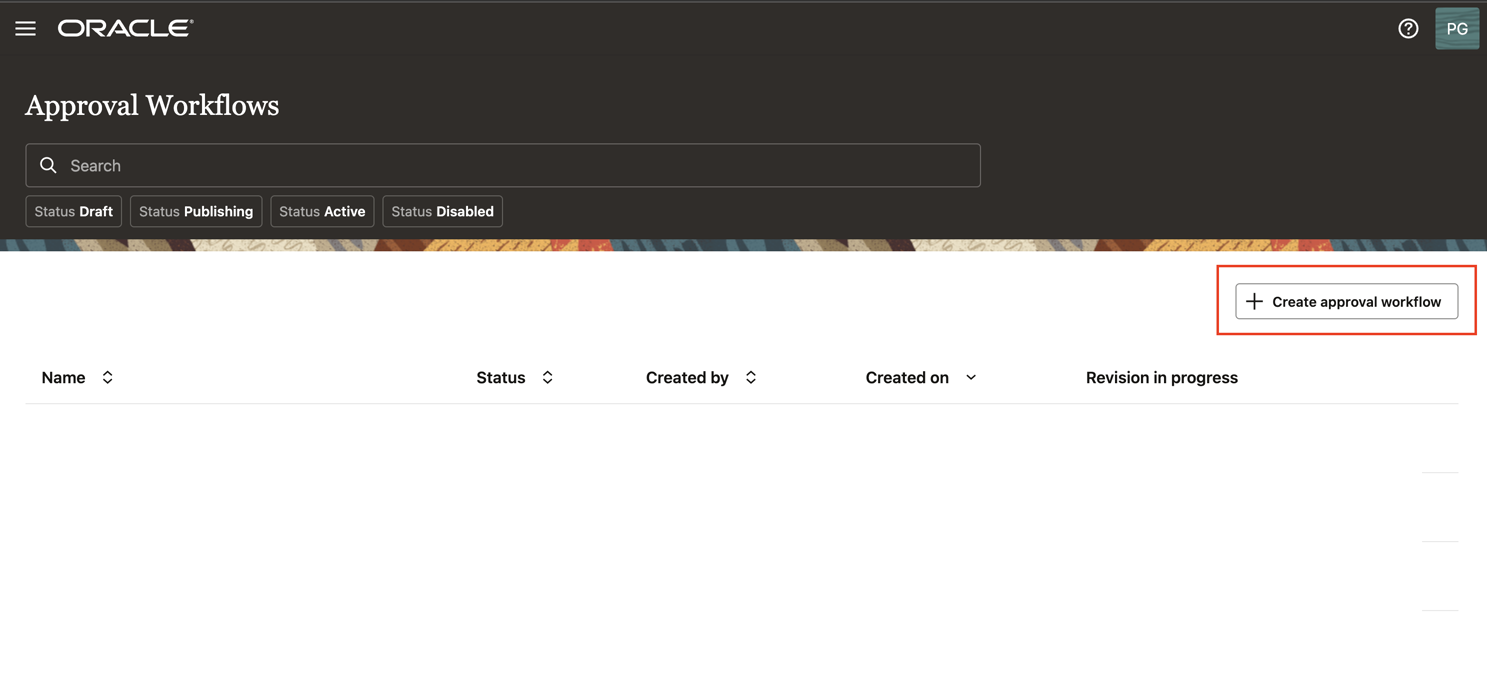 ORACLE®
PG
Approval Workflows
Search
Status Draft Status Publishing Status Active Status Disabled
Create approval workflow
Name Status Created by Created on Revision in progress